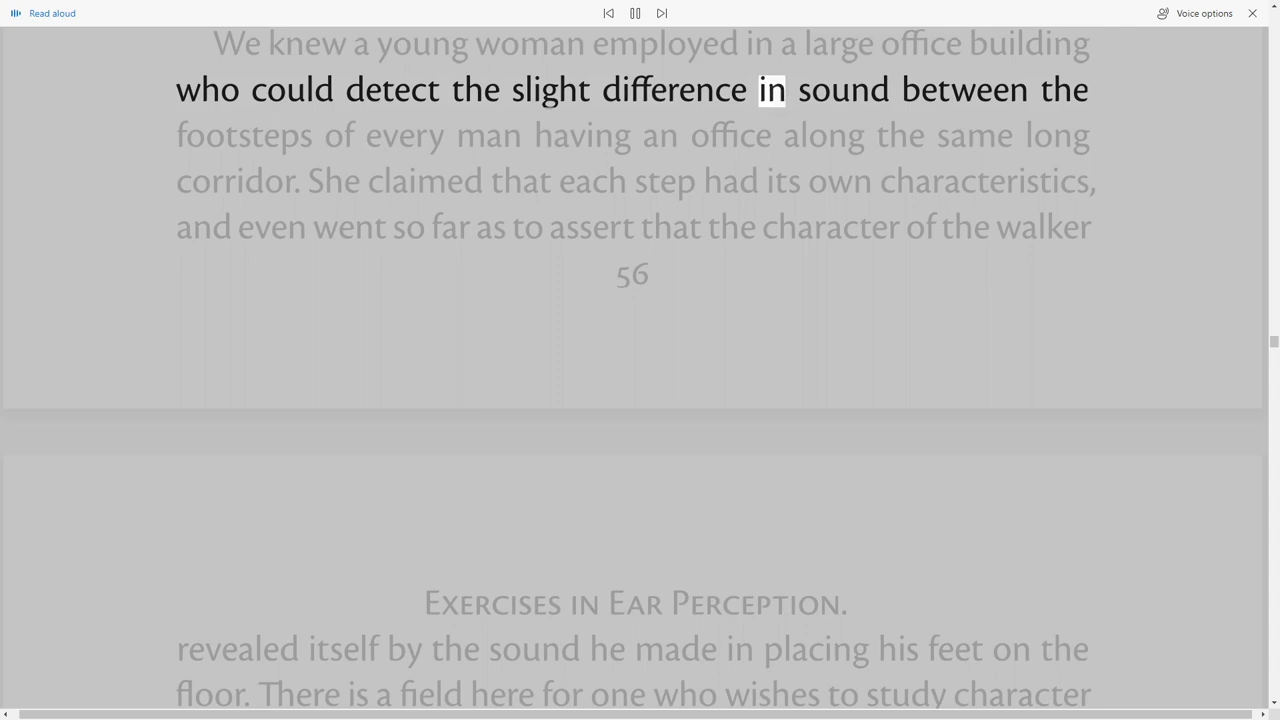 Read aloud
Voice options
We knew a young woman employed in a large office building
who could detect the slight difference in sound between the
footsteps of every man having an office along the same long
corridor. She claimed that each step had its own characteristics,
and even went so far as to assert that the character of the walker
56
Exercises in Ear Perception.
revealed itself by the sound he made in placing his feet on the
floor. There is a field here for one who wishes to study character